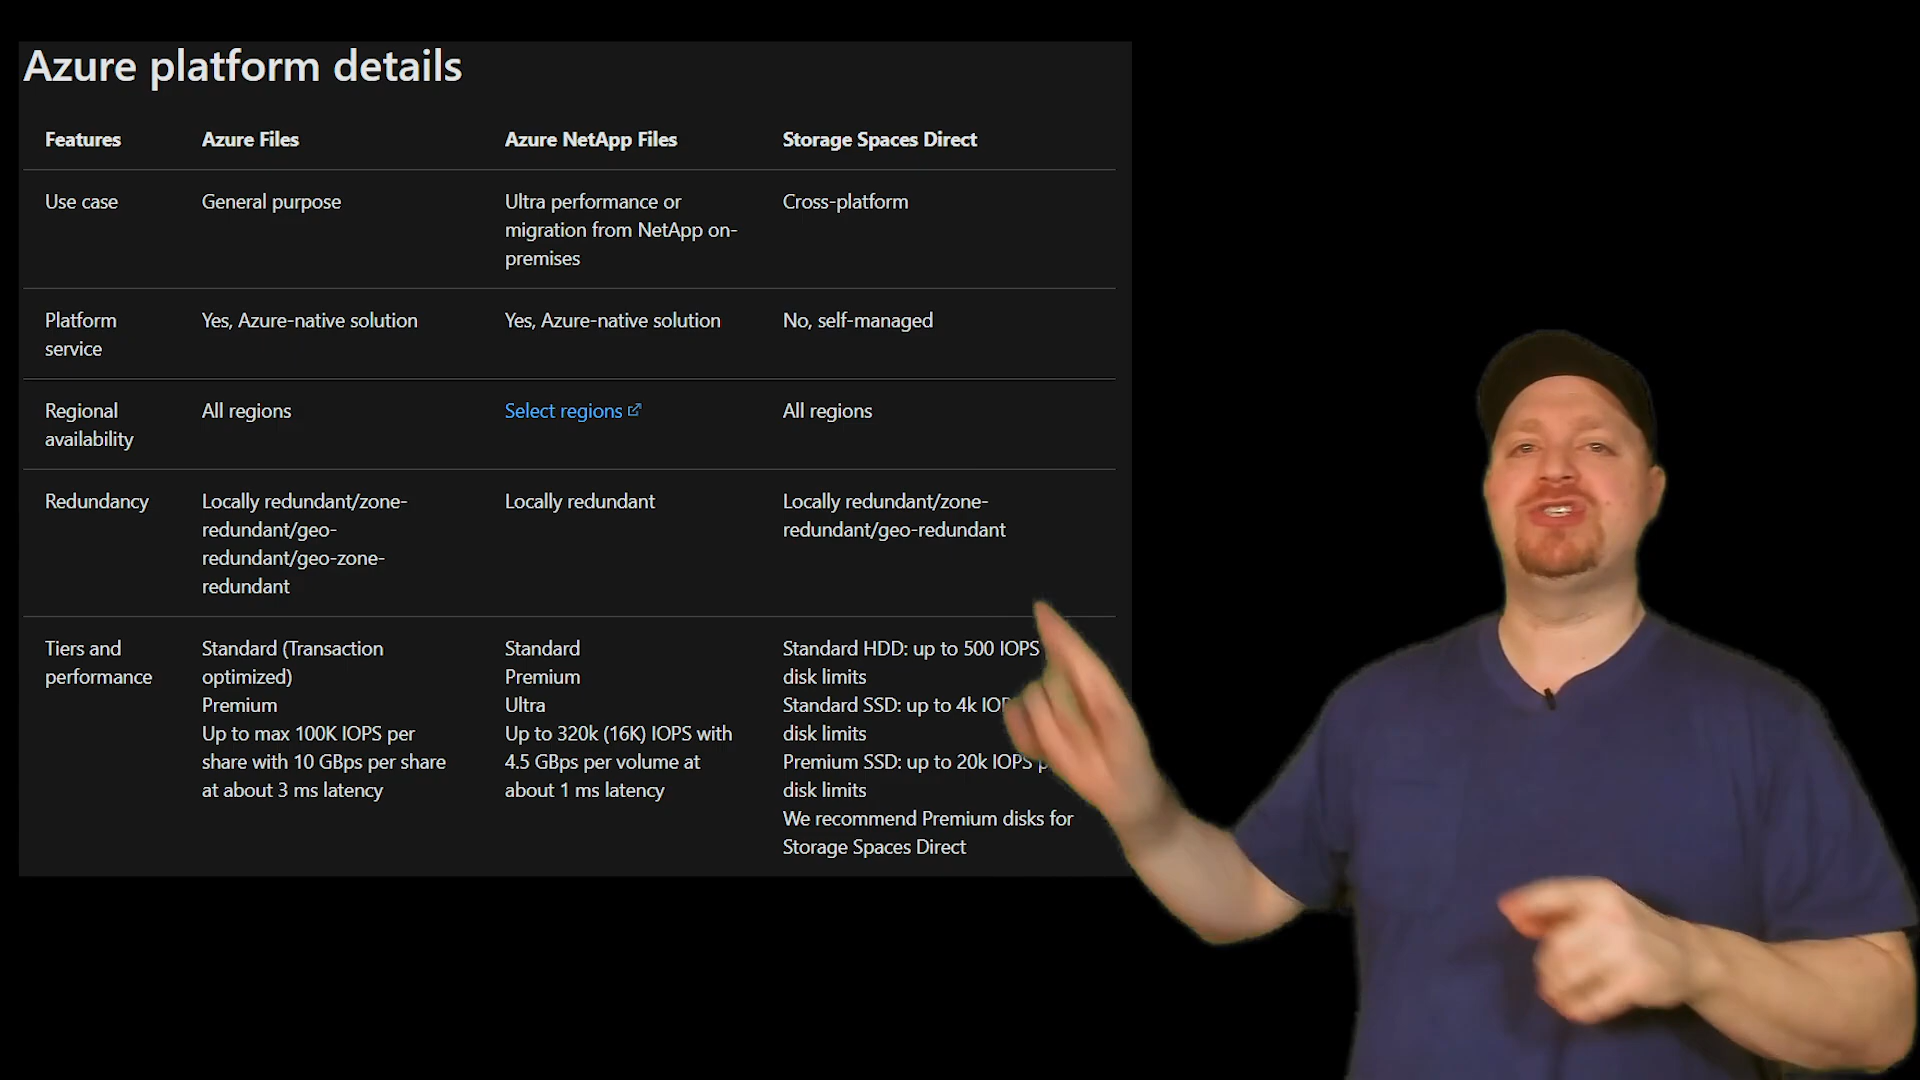 Azure platform details
Features
Azure Files
Azure NetApp Files
Storage Spaces Direct
Use case
General purpose
Ultra performance or
migration from NetApp on-
premises
Cross-platform
Platform
service
Yes, Azure-native solution
Yes, Azure-native solution
No, self-managed
Regional
availability
All regions
Select regions
All regions
Redundancy
Locally redundant/zone-
redundant/geo-
redundant/geo-zone-
redundant
Locally redundant
Locally redundant/zone-
redundant/geo-redundant
Tiers and
performance
Standard (Transaction
optimized)
Premium
Up to max 100K IOPS per
share with 10 GBps per share
at about 3 ms latency
Standard
Premium
Ultra
Up to 320k (16K) IOPS with
4.5 GBps per volume at
about 1 ms latency
Standard HDD: up to 500 IOPS
disk limits
Standard SSD: up to 4k
disk limits
Premium SSD: up to 20k IOPS
disk limits
We recommend Premium disks for
Storage Spaces Direct